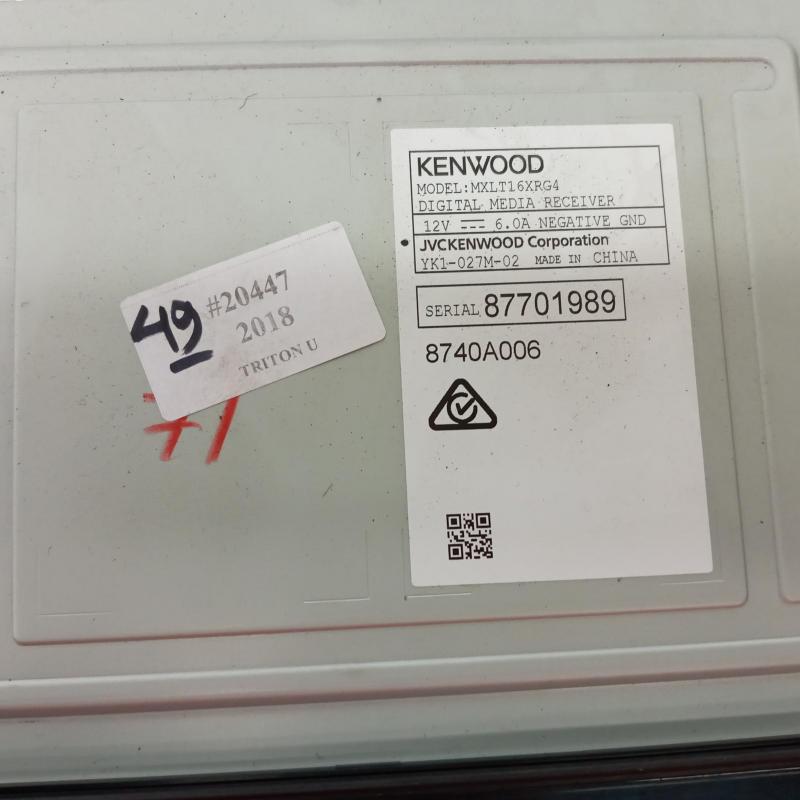 KENWOOD
MODEL:MXLT16XRG4
DIGITAL MEDIA RECEIVER
12V 6.0A NEGATIVE GND
JVCKENWOOD Corporation
YK1-027M-02 MADE IN CHINA
SERIAL 87701989
8740A006
49
#20447
2018
TRITON U
71